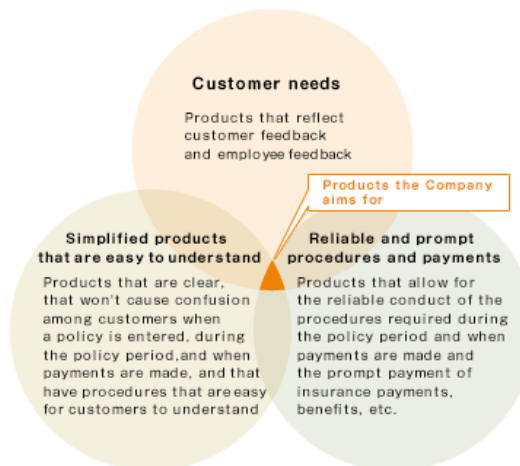 Customer needs
Products that reflect
customer feedback
and employee feedback
Products the Company
aims for
Simplified products
that are easy to understand
Products that are clear,
that won't cause confusion
among customers when
a policy is entered, during
the policy period,and when
payments are made, and that
have procedures that are easy
for customers to understand
Reliable and prompt
procedures and payments
Products that allow for
the reliable conduct of the
procedures required during
the policy period and when
payments are made and
the prompt payment of
insurance payments,
benefits, etc.